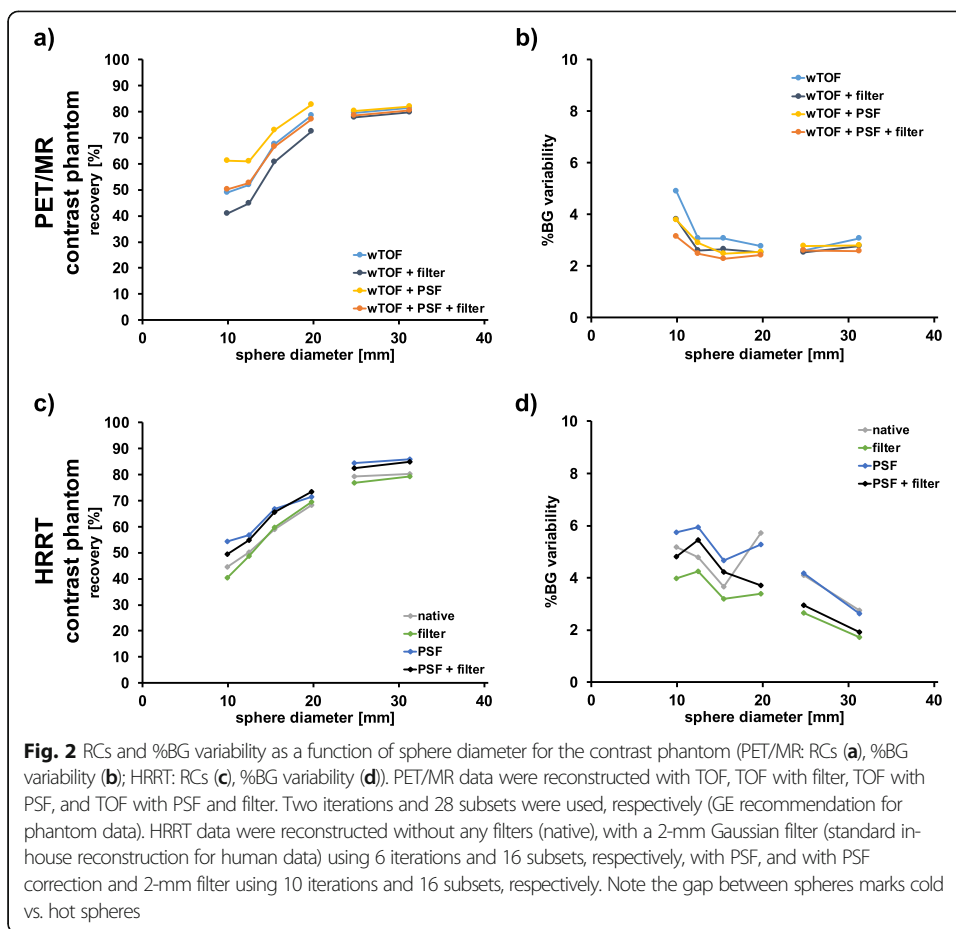 a)
PET/MR
contrast phantom
recovery [%]
100
90
80
70
60
50
40
30
20
10
0
0
10
20
30
40
sphere diameter [mm]
wTOF
wTOF + filter
wTOF + PSF
wTOF + PSF + filter
b)
%BG variability
10
8
6
4
2
0
0
10
20
30
40
sphere diameter [mm]
wTOF
wTOF + filter
wTOF + PSF
wTOF + PSF + filter
c)
HRRT
contrast phantom
recovery [%]
100
90
80
70
60
50
40
30
20
10
0
0
10
20
30
40
sphere diameter [mm]
native
filter
PSF
PSF + filter
d)
%BG variability
10
8
6
4
2
0
0
10
20
30
40
sphere diameter [mm]
native
filter
PSF
PSF + filter
Fig. 2 RCs and %BG variability as a function of sphere diameter for the contrast phantom (PET/MR: RCs (a), %BG
variability (b); HRRT: RCs (c), %BG variability (d)). PET/MR data were reconstructed with TOF, TOF with filter, TOF with
PSF, and TOF with PSF and filter. Two iterations and 28 subsets were used, respectively (GE recommendation for
phantom data). HRRT data were reconstructed without any filters (native), with a 2-mm Gaussian filter (standard in-
house reconstruction for human data) using 6 iterations and 16 subsets, respectively, with PSF, and with PSF
correction and 2-mm filter using 10 iterations and 16 subsets, respectively. Note the gap between spheres marks cold
vs. hot spheres